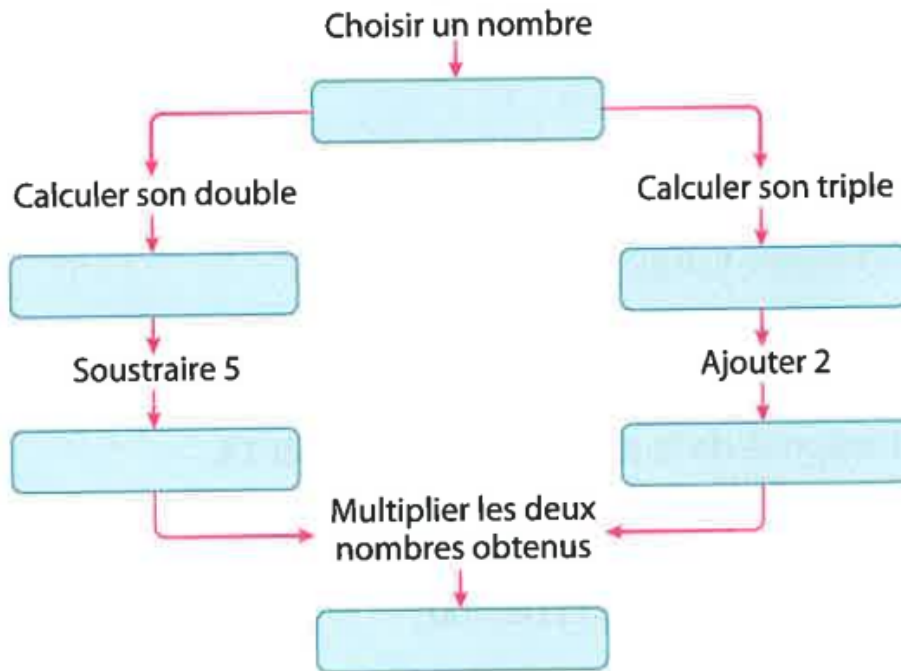 Choisir un nombre
Calculer son double
Calculer son triple
Soustraire 5
Ajouter 2
Multiplier les deux
nombres obtenus